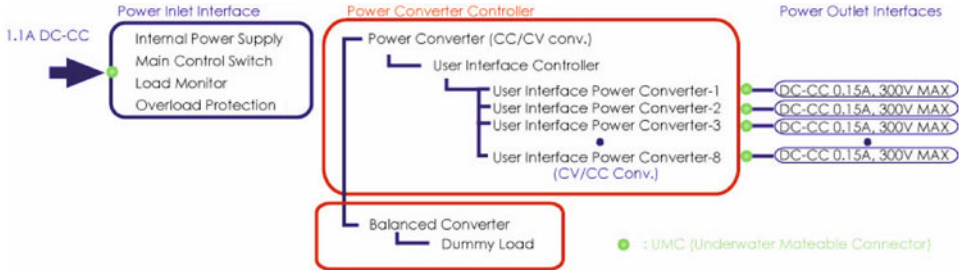 Power Inlet Interface
Power Converter Controller
Power Outlet Interfaces
1.1A DC-CC
Internal Power Supply
Main Control Switch
Load Monitor
Overload Protection
Power Converter (CC/CV conv.)
User Interface Controller
User Interface Power Converter-1
DC-CC 0.15A, 300V MAX
User Interface Power Converter-2
DC-CC 0.15A, 300V MAX
User Interface Power Converter-3
DC-CC 0.15A, 300V MAX
User Interface Power Converter-8
DC-CC 0.15A, 300V MAX
(CV/CC Conv.)
Balanced Converter
Dummy Load
: UMC (Underwater Mateable Connector)